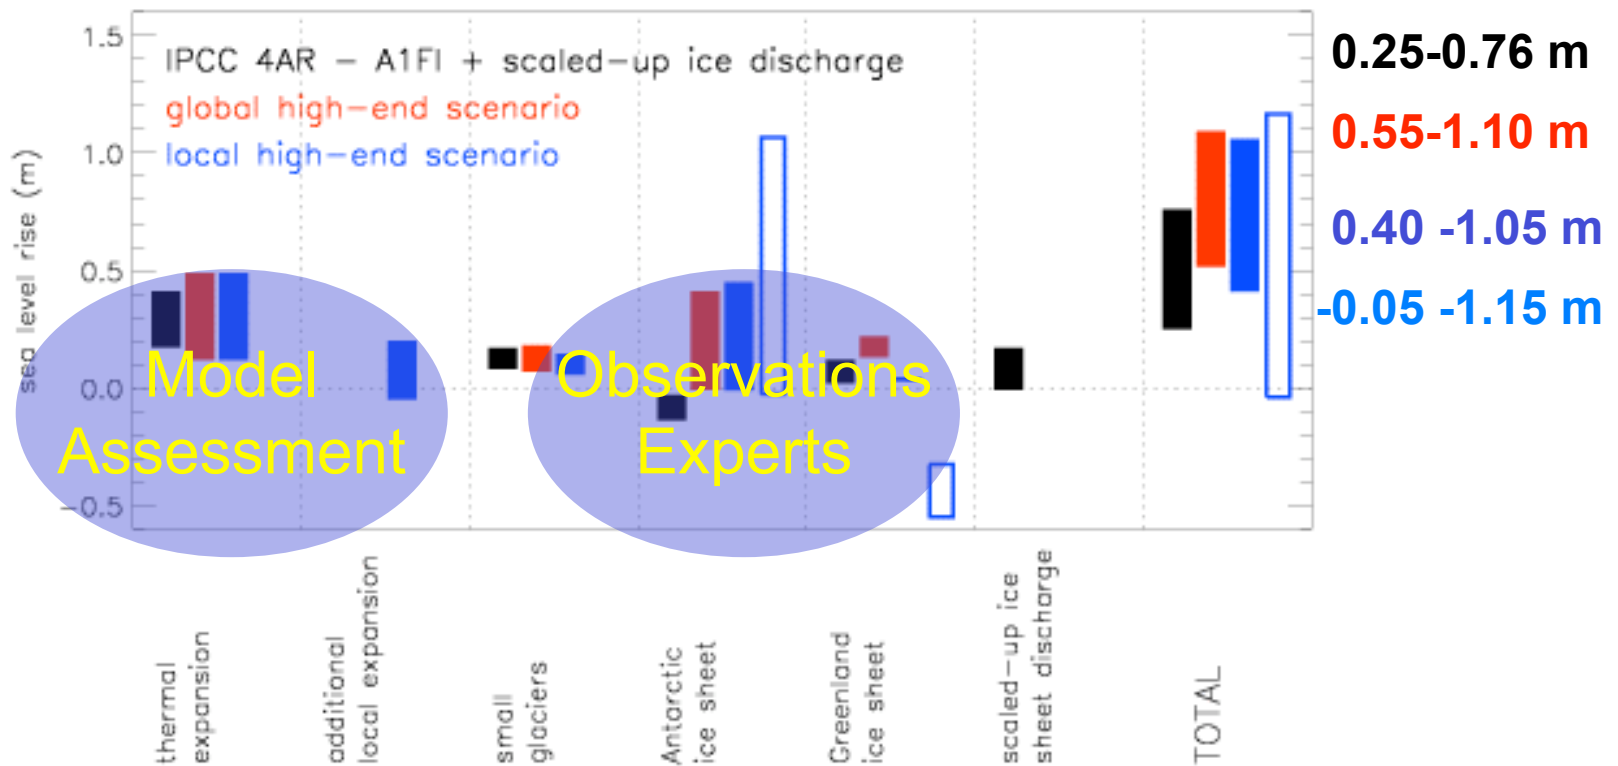 1.5
1.0
0.5
0.0
-0.5
sea level rise (m)
IPCC 4AR - A1FI + scaled-up ice discharge
global high-end scenario
local high-end scenario
0.25-0.76 m
0.55-1.10 m
0.40 -1.05 m
-0.05 -1.15 m
Model
Assessment
Observations
Experts
thermal
expansion
additional
local expansion
small
glaciers
Antarctic
ice sheet
Greenland
ice sheet
scaled-up ice
sheet discharge
TOTAL